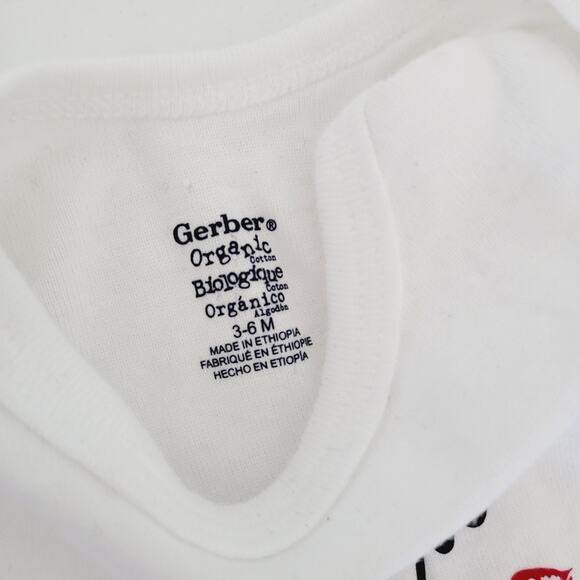 Gerber®
Organic
Cotton
Biologique
Coton
Orgánico
Algodón
3-6 M
MADE IN ETHIOPIA
FABRIQUÉ EN ÉTHIOPIE
HECHO EN ETIOPÍA